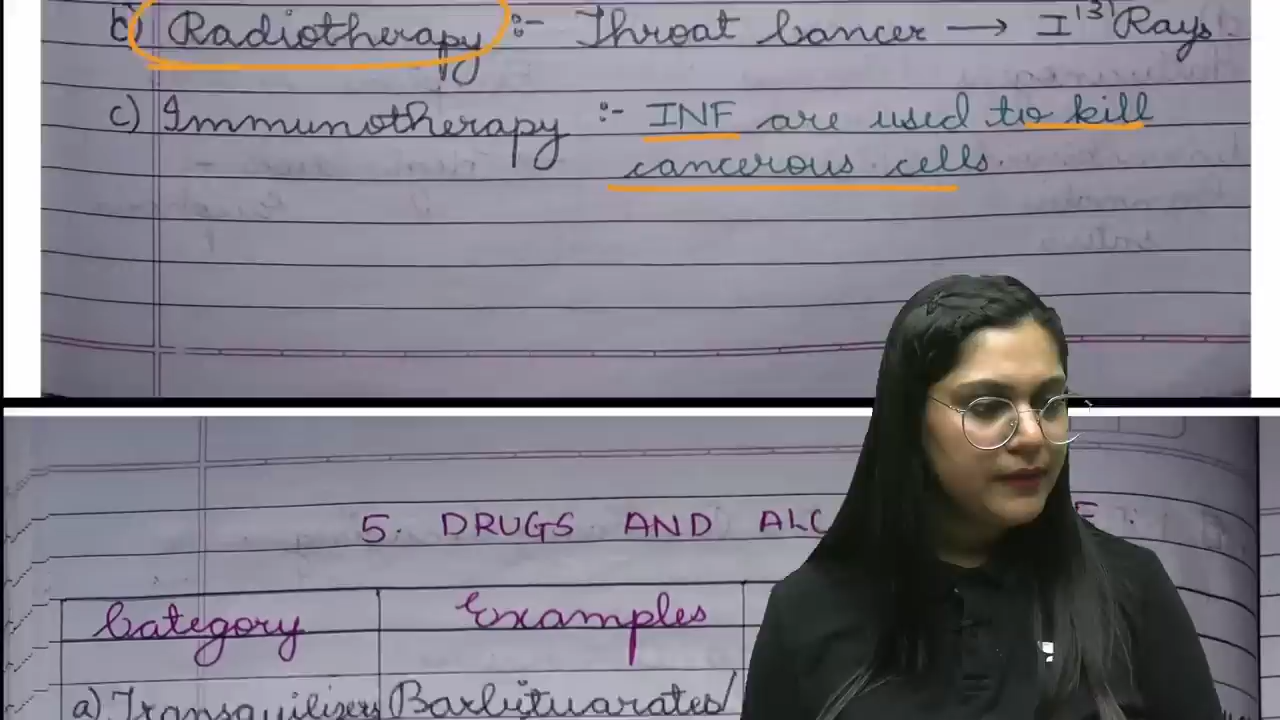 b) Radiotherapy :- Throat Cancer → I¹³¹ Rays.
c) Immunotherapy :- INF are used to kill
cancerous cells.
5. DRUGS AND ALC E :
Category Examples
a) Tranquilizers Barbituarates/